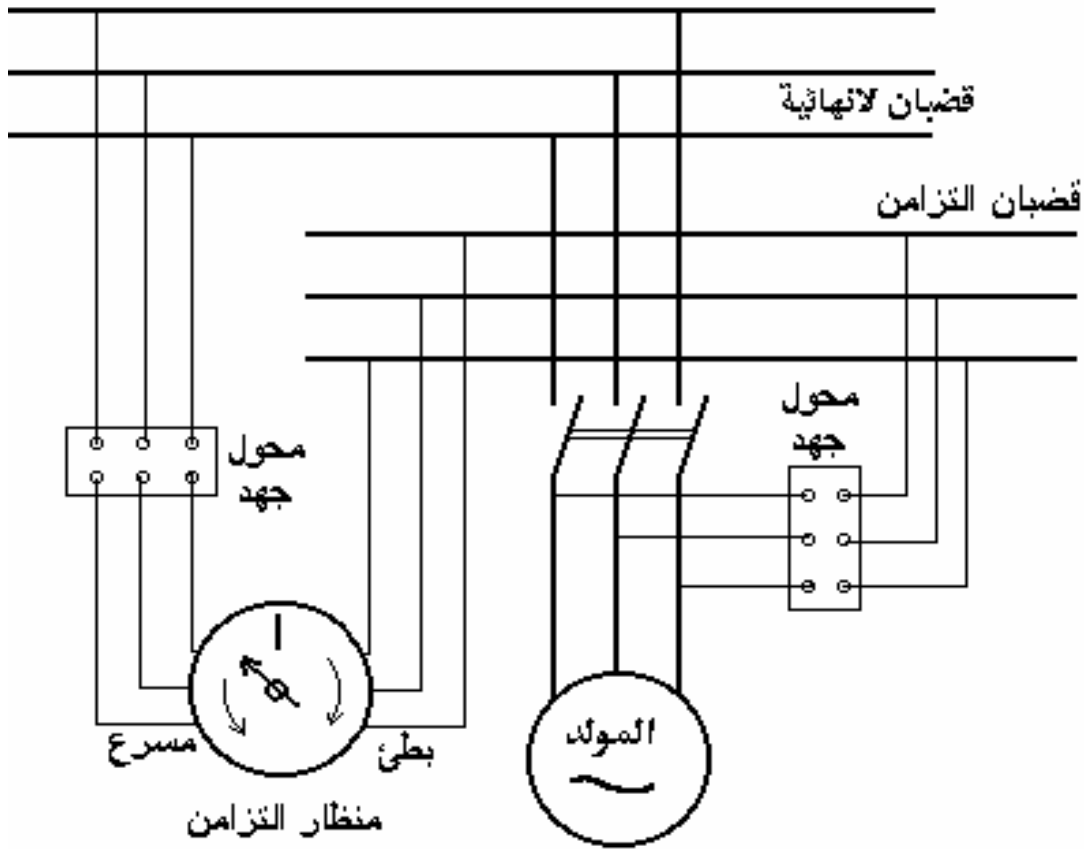 قضبان لانهائية
قضبان التزامن
محول
جهد
محول
جهد
المولد
مسرع
بطئ
منظار التزامن